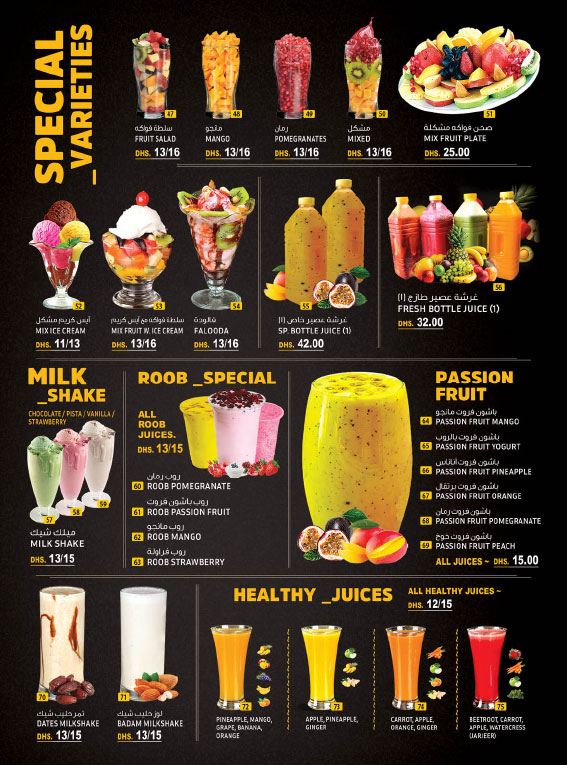 SPECIAL
_VARIETIES
47
سلطة فواكه
FRUIT SALAD
DHS. 13/16
48
مانجو
MANGO
DHS. 13/16
49
رمان
POMEGRANATES
DHS. 13/16
50
مشكل
MIXED
DHS. 13/16
51
صحن فواكه مشكلة
MIX FRUIT PLATE
DHS. 25.00
52
آيس كريم مشكل
MIX ICE CREAM
DHS. 11/13
53
سلطة فواكه مع آيس كريم
MIX FRUIT W. ICE CREAM
DHS. 13/16
54
فالودة
FALOODA
DHS. 13/16
55
غرشة عصير خاص (١)
SP. BOTTLE JUICE (1)
DHS. 42.00
56
غرشة عصير طازج (١)
FRESH BOTTLE JUICE (1)
DHS. 32.00
MILK
_SHAKE
CHOCOLATE / PISTA / VANILLA /
STRAWBERRY
57
58
59
ميلك شيك
MILK SHAKE
DHS. 13/15
ROOB _SPECIAL
ALL
ROOB
JUICES.
DHS. 13/15
روب رمان
60 ROOB POMEGRANATE
روب باشون فروت
61 ROOB PASSION FRUIT
روب مانجو
62 ROOB MANGO
روب فراولة
63 ROOB STRAWBERRY
PASSION
FRUIT
باشون فروت مانجو
64 PASSION FRUIT MANGO
باشون فروت بالروب
65 PASSION FRUIT YOGURT
باشون فروت أناناس
66 PASSION FRUIT PINEAPPLE
باشون فروت برتقال
67 PASSION FRUIT ORANGE
باشون فروت رمان
68 PASSION FRUIT POMEGRANATE
باشون فروت خوخ
69 PASSION FRUIT PEACH
ALL JUICES ~ DHS. 15.00
70
تمر حليب شيك
DATES MILKSHAKE
DHS. 13/15
71
لوز حليب شيك
BADAM MILKSHAKE
DHS. 13/15
HEALTHY _JUICES
ALL HEALTHY JUICES ~
DHS. 12/15
72
PINEAPPLE, MANGO,
GRAPE, BANANA,
ORANGE
73
APPLE, PINEAPPLE,
GINGER
74
CARROT, APPLE,
ORANGE, GINGER
75
BEETROOT, CARROT,
APPLE, WATERCRESS
(JARJEER)